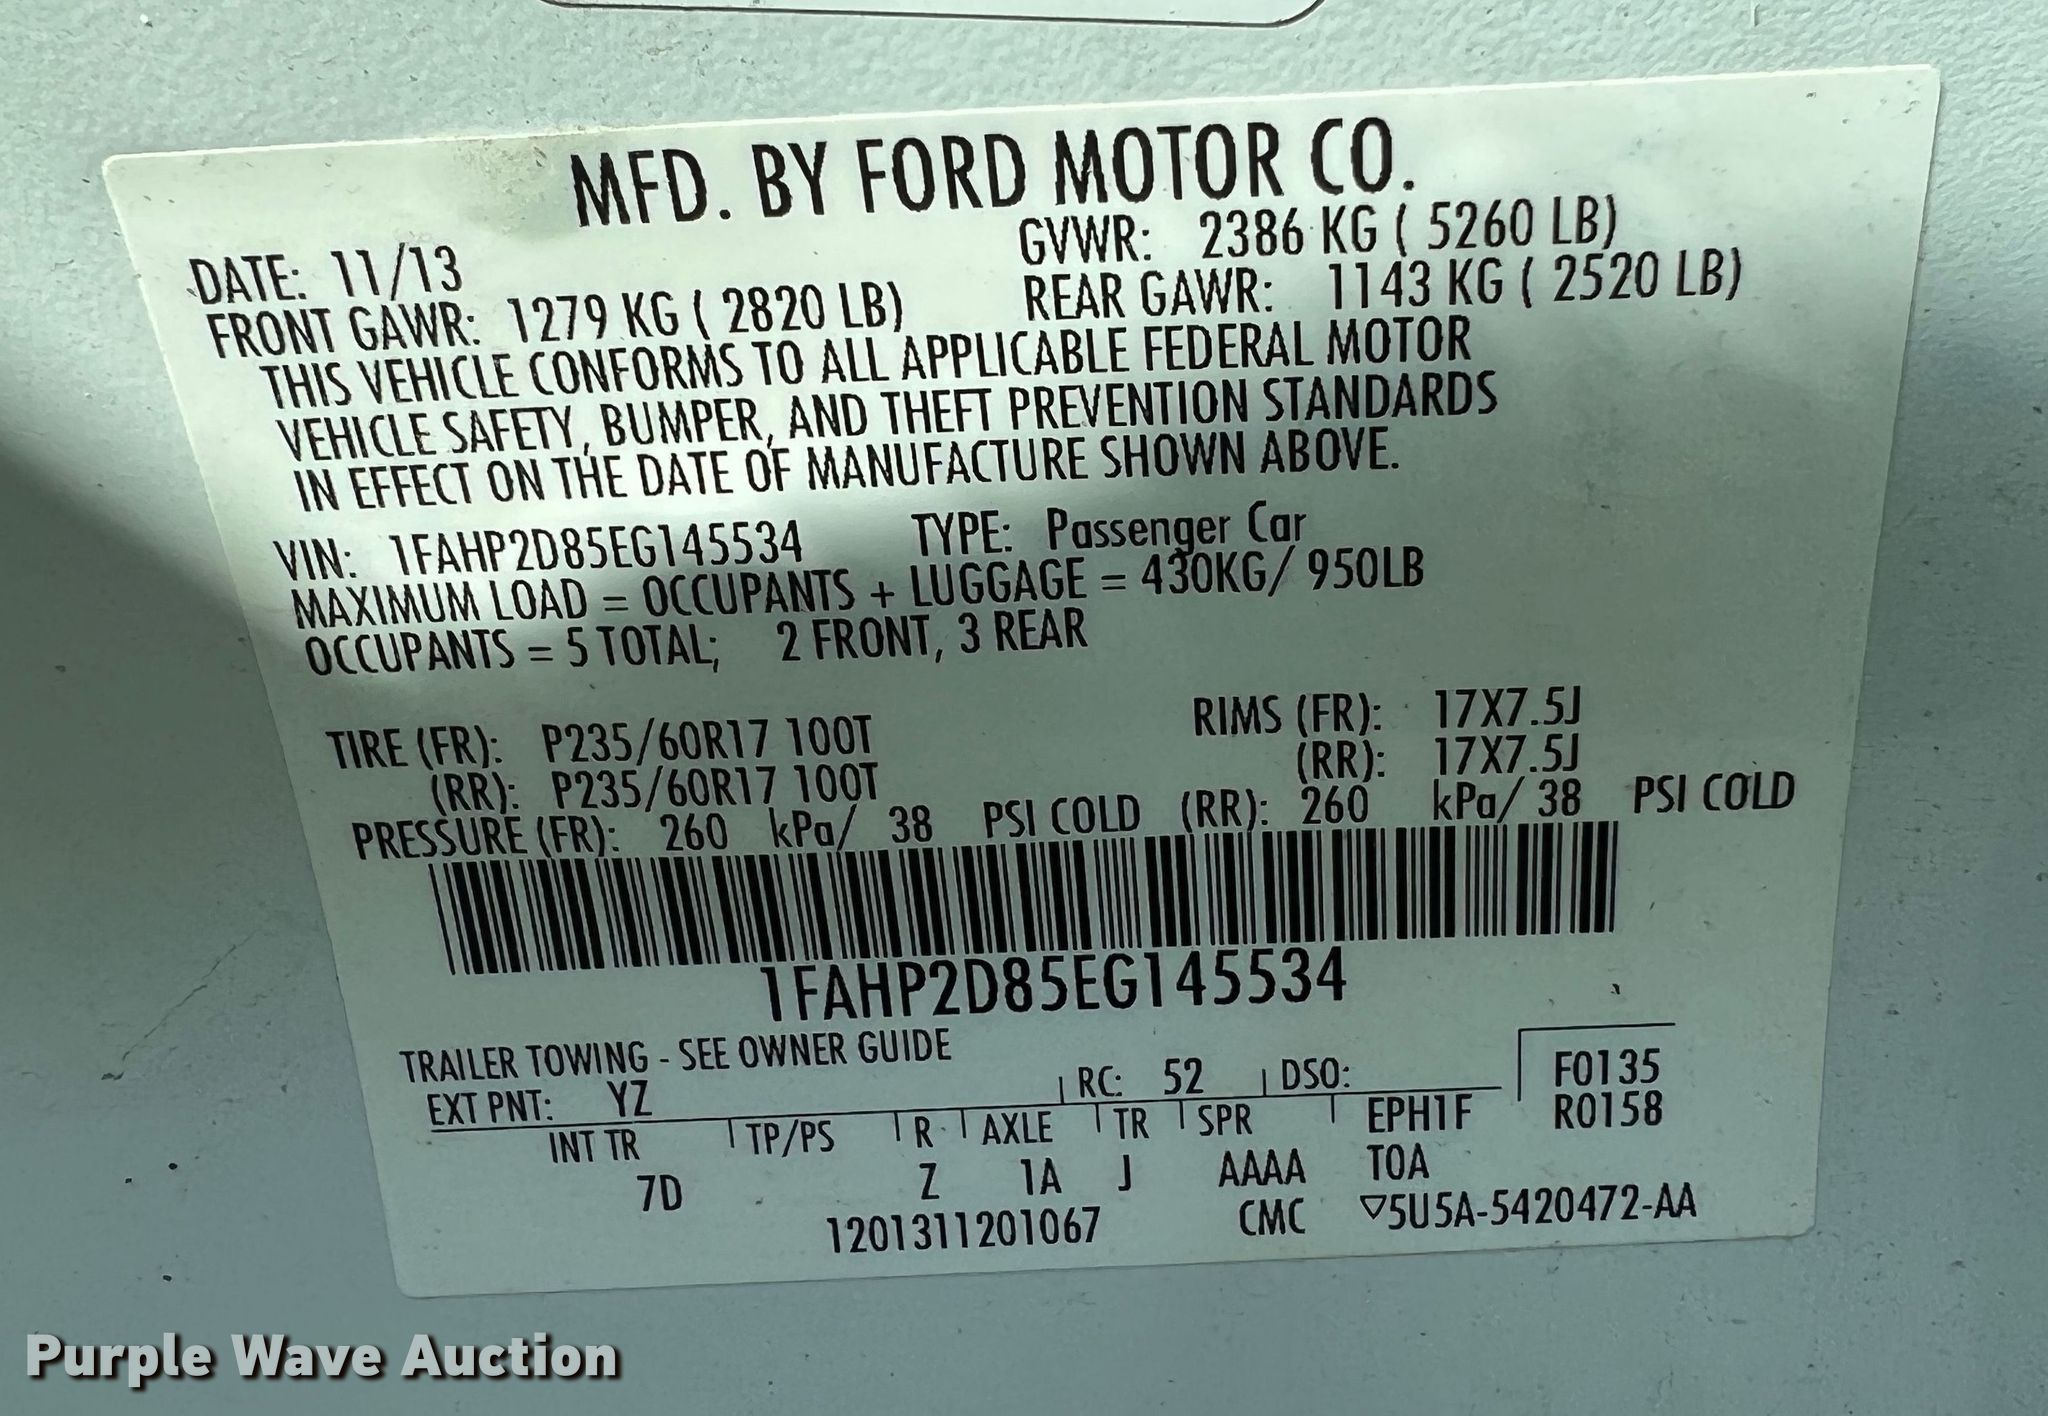 MFD. BY FORD MOTOR CO.
DATE: 11/13 GVWR: 2386 KG ( 5260 LB)
FRONT GAWR: 1279 KG ( 2820 LB) REAR GAWR: 1143 KG ( 2520 LB)
THIS VEHICLE CONFORMS TO ALL APPLICABLE FEDERAL MOTOR
VEHICLE SAFETY, BUMPER, AND THEFT PREVENTION STANDARDS
IN EFFECT ON THE DATE OF MANUFACTURE SHOWN ABOVE.
VIN: 1FAHP2D85EG145534 TYPE: Passenger Car
MAXIMUM LOAD = OCCUPANTS + LUGGAGE = 430KG/ 950LB
OCCUPANTS = 5 TOTAL; 2 FRONT, 3 REAR
TIRE (FR): P235/60R17 100T RIMS (FR): 17X7.5J
(RR): P235/60R17 100T (RR): 17X7.5J
PRESSURE (FR): 260 kPa/ 38 PSI COLD (RR): 260 kPa/ 38 PSI COLD
1FAHP2D85EG145534
TRAILER TOWING - SEE OWNER GUIDE
EXT PNT: YZ RC: 52 DSO: F0135
INT TR TP/PS R AXLE TR SPR EPH1F R0158
7D Z 1A J AAAA TOA
1201311201067 CMC ▽5U5A-5420472-AA
Purple Wave Auction